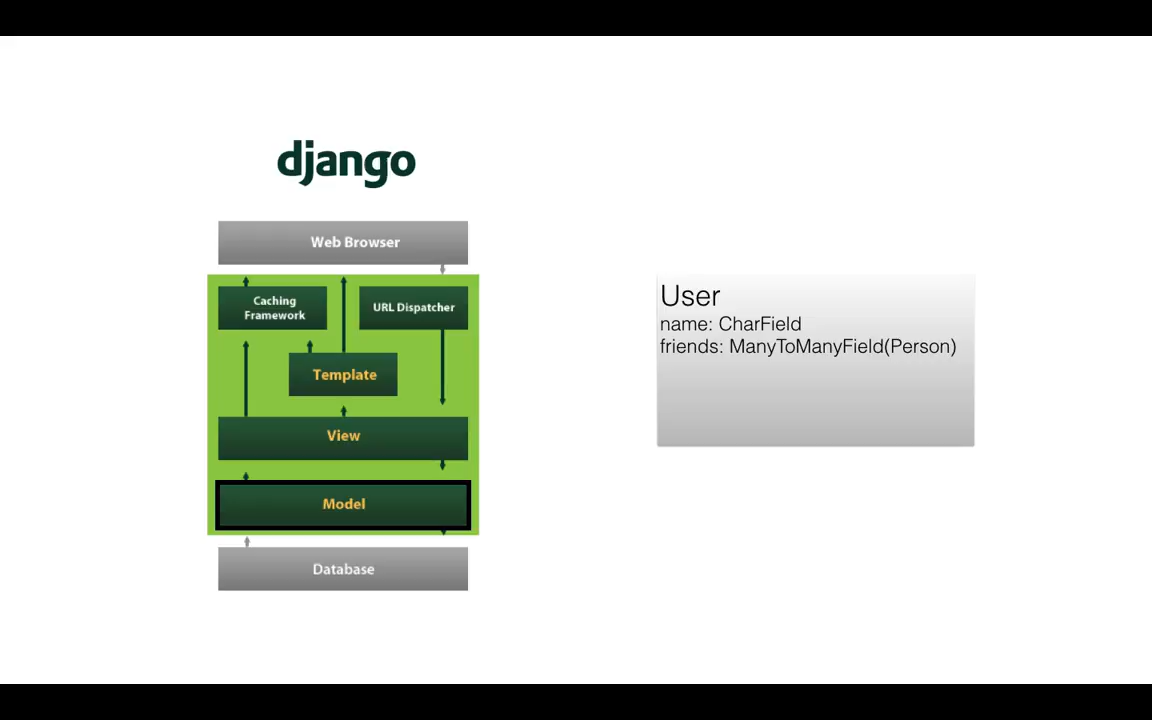 django
Web Browser
Caching
Framework
URL Dispatcher
Template
View
Model
Database
User
name: CharField
friends: ManyToManyField(Person)